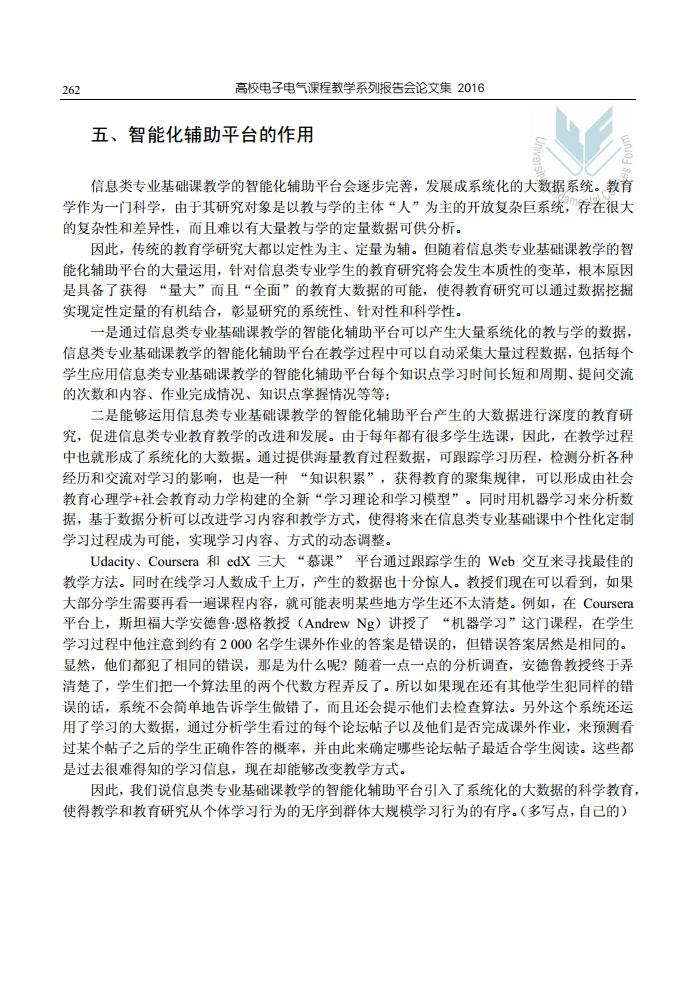 262
高校电子电气课程教学系列报告会论文集 2016
五、智能化辅助平台的作用
信息类专业基础课教学的智能化辅助平台会逐步完善，发展成系统化的大数据系统。教育
学作为一门科学，由于其研究对象是以教与学的主体“人”为主的开放复杂巨系统，存在很大
的复杂性和差异性，而且难以有大量教与学的定量数据可供分析。
因此，传统的教育学研究大都以定性为主、定量为辅。但随着信息类专业基础课教学的智
能化辅助平台的大量运用，针对信息类专业学生的教育研究将会发生本质性的变革，根本原因
是具备了获得 “量大”而且“全面”的教育大数据的可能，使得教育研究可以通过数据挖掘
实现定性定量的有机结合，彰显研究的系统性、针对性和科学性。
一是通过信息类专业基础课教学的智能化辅助平台可以产生大量系统化的教与学的数据，
信息类专业基础课教学的智能化辅助平台在教学过程中可以自动采集大量过程数据，包括每个
学生应用信息类专业基础课教学的智能化辅助平台每个知识点学习时间长短和周期、提问交流
的次数和内容、作业完成情况、知识点掌握情况等等；
二是能够运用信息类专业基础课教学的智能化辅助平台产生的大数据进行深度的教育研
究，促进信息类专业教育教学的改进和发展。由于每年都有很多学生选课，因此，在教学过程
中也就形成了系统化的大数据。通过提供海量教育过程数据，可跟踪学习历程，检测分析各种
经历和交流对学习的影响，也是一种 “知识积累”，获得教育的聚集规律，可以形成由社会
教育心理学+社会教育动力学构建的全新“学习理论和学习模型”。同时用机器学习来分析数
据，基于数据分析可以改进学习内容和教学方式，使得将来在信息类专业基础课中个性化定制
学习过程成为可能，实现学习内容、方式的动态调整。
Udacity、Coursera 和 edX 三大 “慕课” 平台通过跟踪学生的 Web 交互来寻找最佳的
教学方法。同时在线学习人数成千上万，产生的数据也十分惊人。教授们现在可以看到，如果
大部分学生需要再看一遍课程内容，就可能表明某些地方学生还不太清楚。例如，在 Coursera
平台上，斯坦福大学安德鲁·恩格教授（Andrew Ng）讲授了 “机器学习”这门课程，在学生
学习过程中他注意到约有 2 000 名学生课外作业的答案是错误的，但错误答案居然是相同的。
显然，他们都犯了相同的错误，那是为什么呢? 随着一点一点的分析调查，安德鲁教授终于弄
清楚了，学生们把一个算法里的两个代数方程弄反了。所以如果现在还有其他学生犯同样的错
误的话，系统不会简单地告诉学生做错了，而且还会提示他们去检查算法。另外这个系统还运
用了学习的大数据，通过分析学生看过的每个论坛帖子以及他们是否完成课外作业，来预测看
过某个帖子之后的学生正确作答的概率，并由此来确定哪些论坛帖子最适合学生阅读。这些都
是过去很难得知的学习信息，现在却能够改变教学方式。
因此，我们说信息类专业基础课教学的智能化辅助平台引入了系统化的大数据的科学教育，
使得教学和教育研究从个体学习行为的无序到群体大规模学习行为的有序。（多写点，自己的）